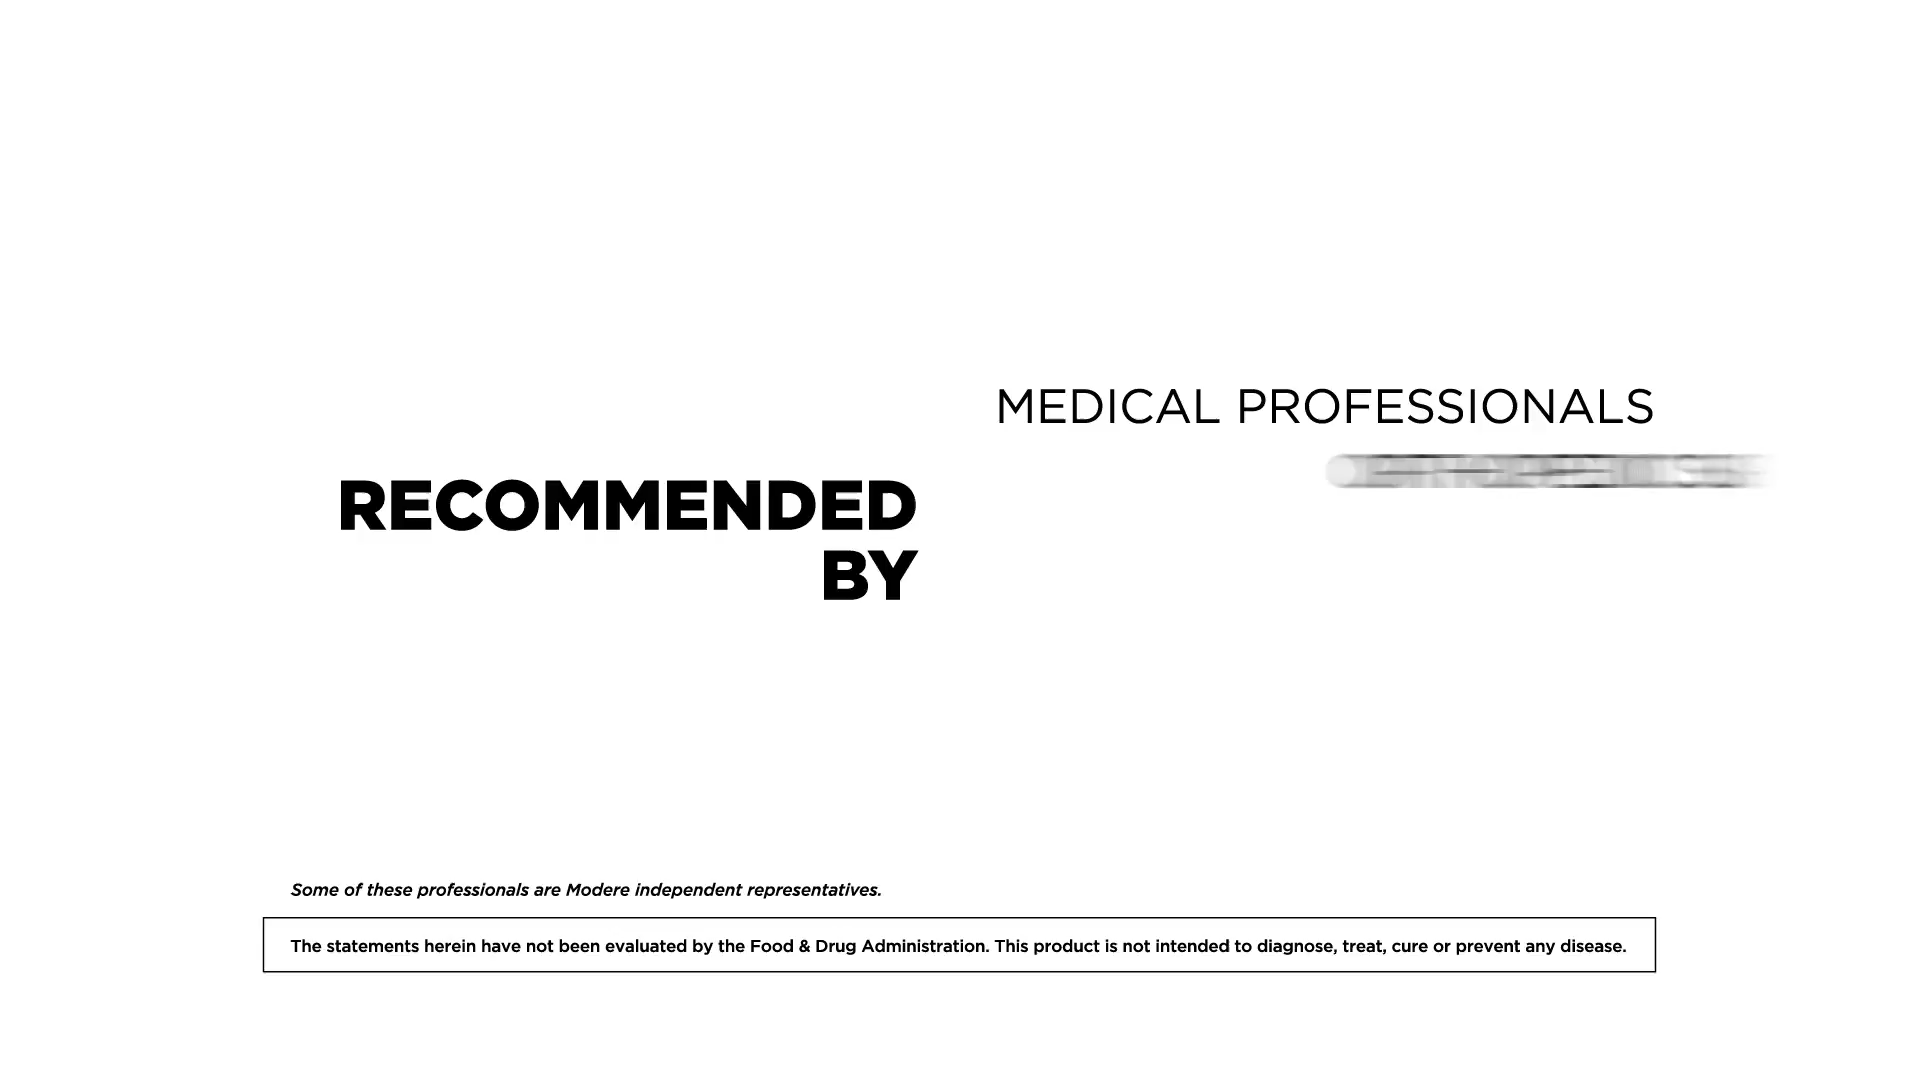 RECOMMENDED
BY
MEDICAL PROFESSIONALS
Some of these professionals are Modere independent representatives.
The statements herein have not been evaluated by the Food & Drug Administration. This product is not intended to diagnose, treat, cure or prevent any disease.